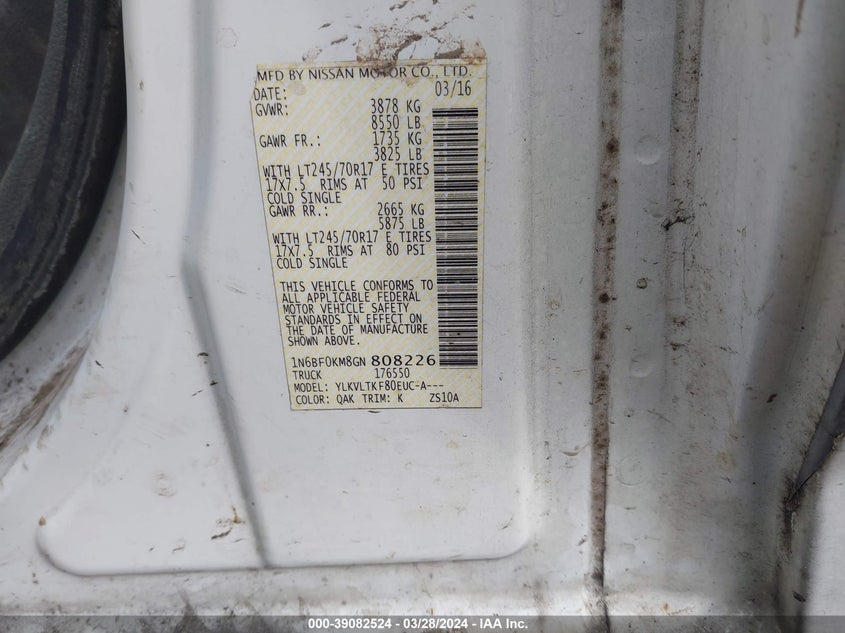 MFD BY NISSAN MOTOR CO., LTD.
DATE: 03/16
GVWR: 3878 KG
8550 LB
GAWR FR.: 1735 KG
3825 LB
WITH LT245/70R17 E TIRES
17X7.5 RIMS AT 50 PSI
COLD SINGLE
GAWR RR.: 2665 KG
5875 LB
WITH LT245/70R17 E TIRES
17X7.5 RIMS AT 80 PSI
COLD SINGLE
THIS VEHICLE CONFORMS TO
ALL APPLICABLE FEDERAL
MOTOR VEHICLE SAFETY
STANDARDS IN EFFECT ON
THE DATE OF MANUFACTURE
SHOWN ABOVE.
1N6BF0KM8GN808226
TRUCK 176550
MODEL: YLKVLTKF80EUC-A---
COLOR: QAK TRIM: K ZS10A
000-39082524 - 03/28/2024 - IAA Inc.